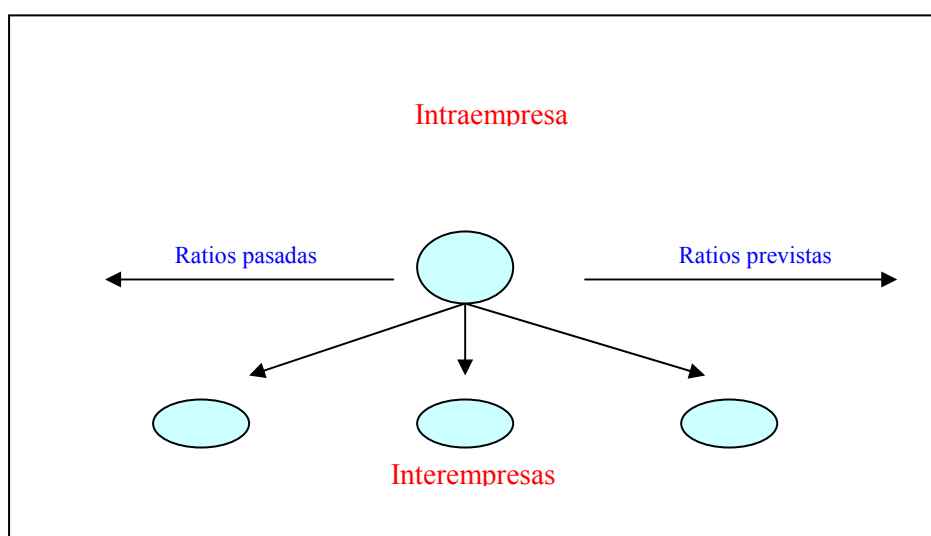 Intraempresa
Ratios pasadas
Ratios previstas
Interempresas